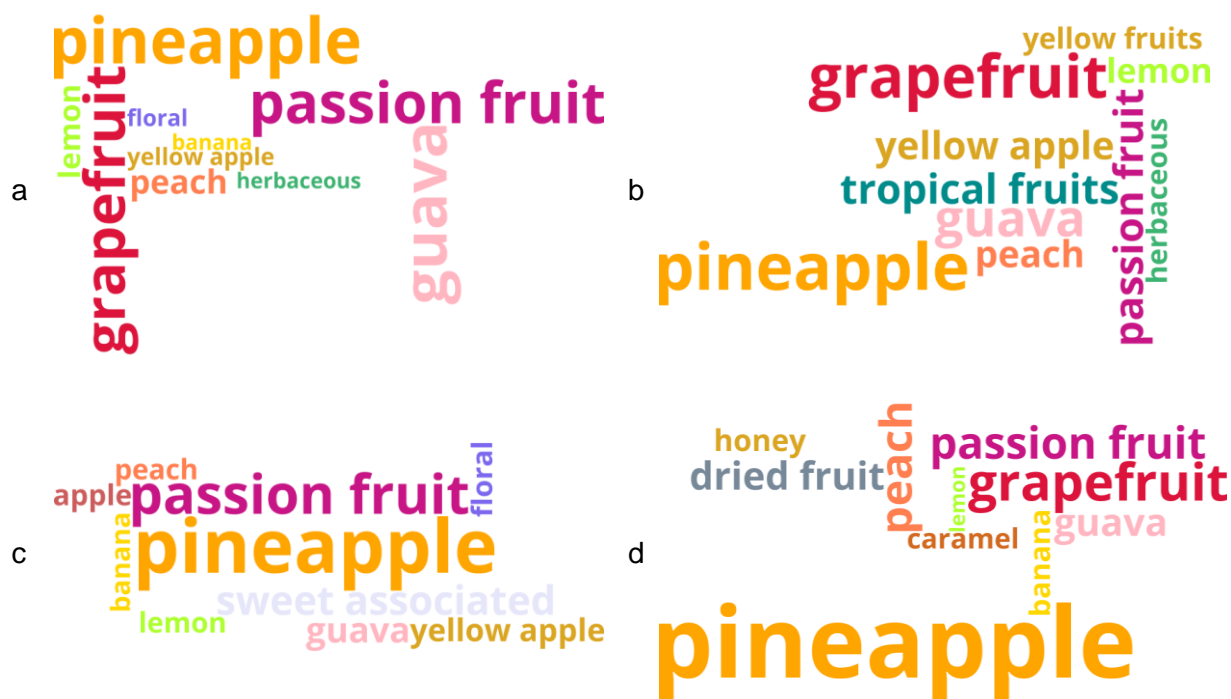 a
pineapple
passion fruit
lemon
grapefruit
floral
banana
yellow apple
peach
herbaceous
guava
b
yellow fruits
grapefruit
lemon
yellow apple
passion fruit
herbaceous
tropical fruits
guava
peach
pineapple
c
floral
peach
apple
passion fruit
banana
pineapple
sweet associated
lemon
guava
yellow apple
d
honey
peach
passion fruit
dried fruit
lemon
grapefruit
caramel
banana
guava
pineapple